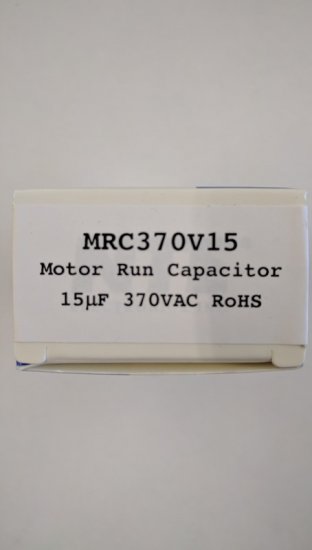 MRC370V15
Motor Run Capacitor
15µF 370VAC RoHS